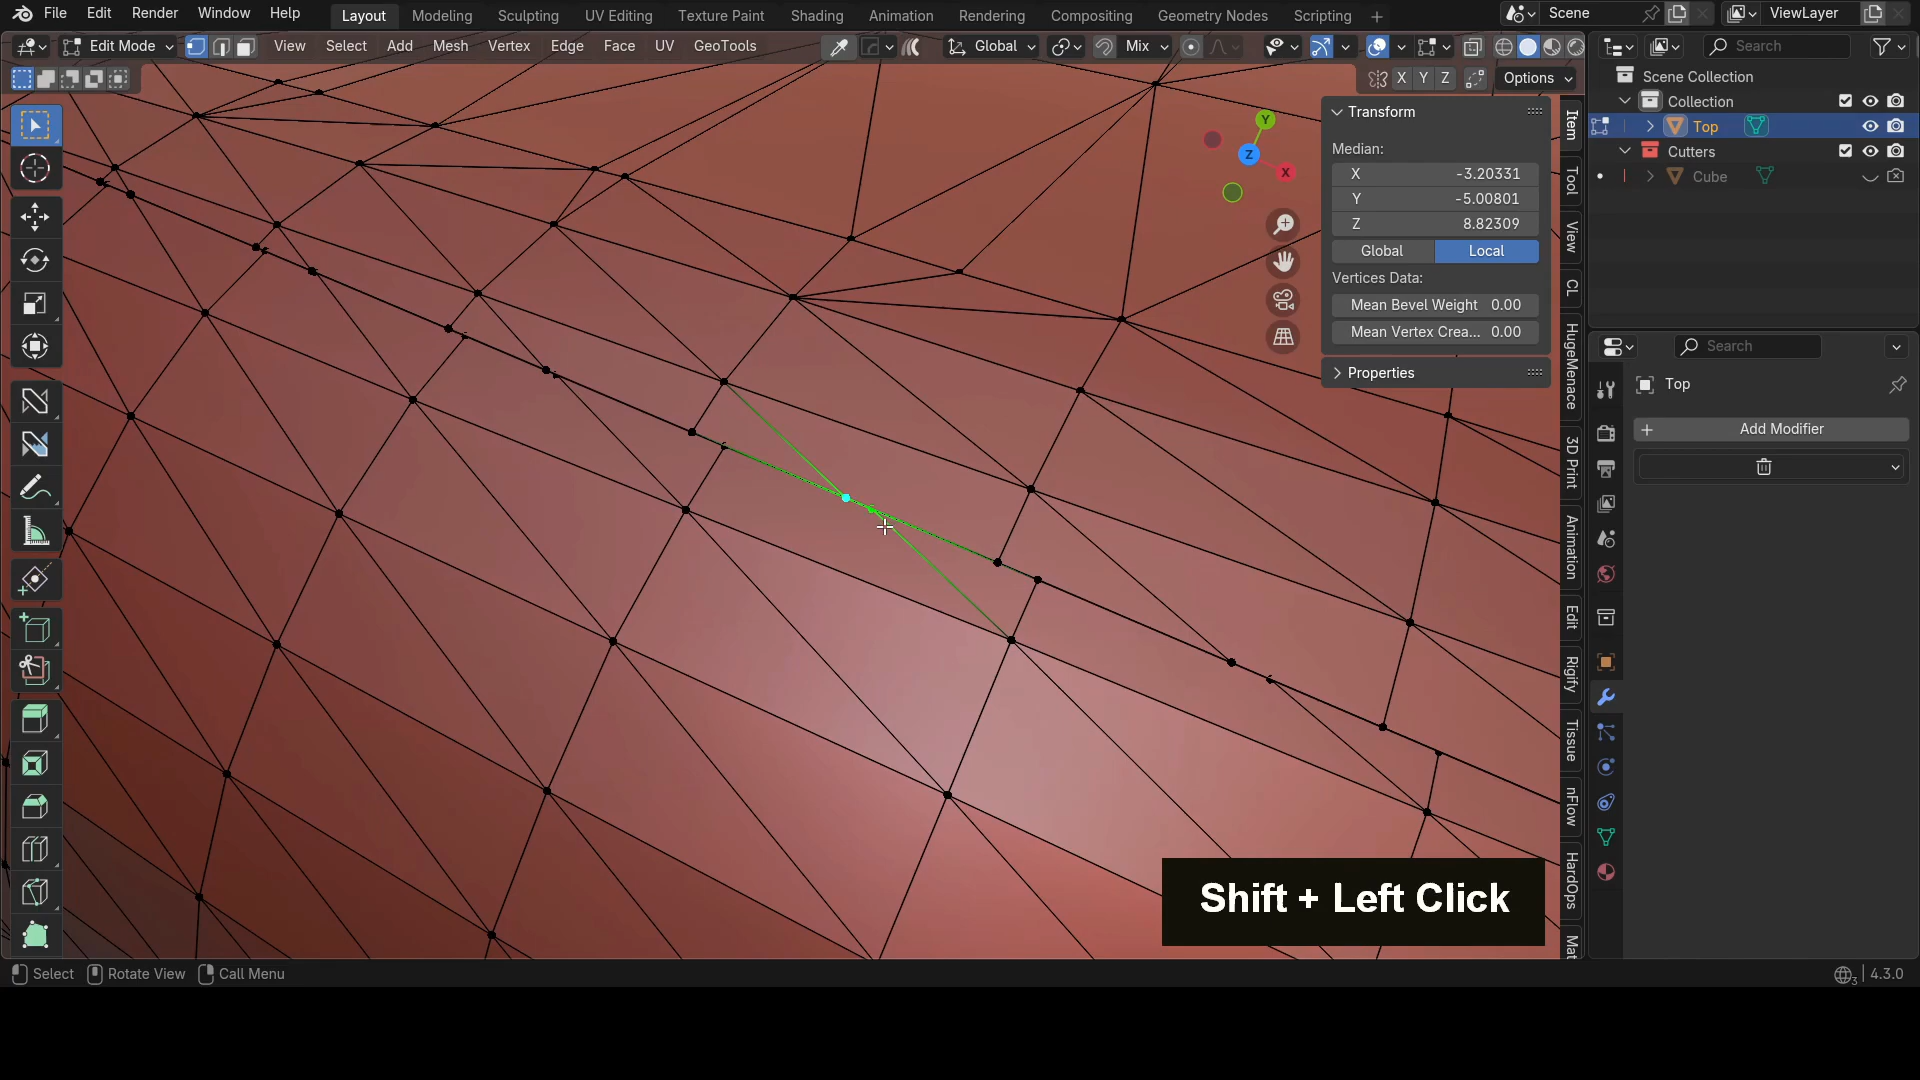 File Edit Render Window Help Layout Modeling Sculpting UV Editing Texture Paint Shading Animation Rendering Compositing Geometry Nodes Scripting + Scene ViewLayer
Edit Mode View Select Add Mesh Vertex Edge Face UV GeoTools Global Mix Search
X Y Z Options
Scene Collection
Collection
Top
Cutters
Cube
Transform
Median:
X -3.20331
Y -5.00801
Z 8.82309
Global Local
Vertices Data:
Mean Bevel Weight 0.00
Mean Vertex Crea... 0.00
Properties
Y
Z
X
Item
Tool
View
CL
HugeMenace
3D Print
Animation
Edit
Rigify
Tissue
nFlow
HardOps
Mat
Search
Top
Add Modifier
Shift + Left Click
Select Rotate View Call Menu 3 4.3.0